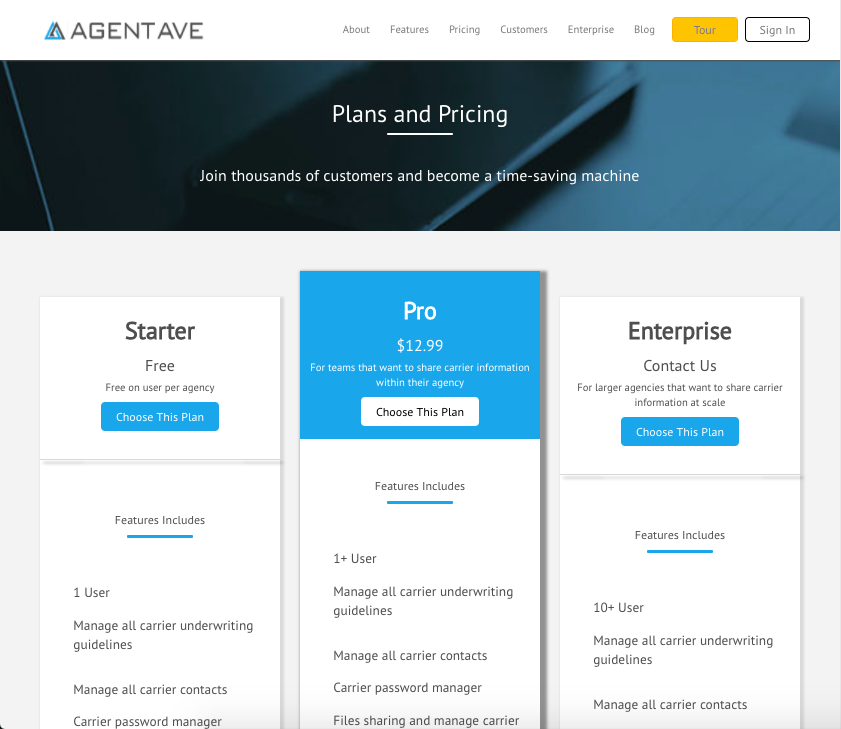 AGENTAVE
About
Features
Pricing
Customers
Enterprise
Blog
Tour
Sign In
Plans and Pricing
Join thousands of customers and become a time-saving machine
Starter
Free
Free on user per agency
Choose This Plan
Features Includes
1 User
Manage all carrier underwriting
guidelines
Manage all carrier contacts
Carrier password manager
Pro
$12.99
For teams that want to share carrier information
within their agency
Choose This Plan
Features Includes
1+ User
Manage all carrier underwriting
guidelines
Manage all carrier contacts
Carrier password manager
Files sharing and manage carrier
Enterprise
Contact Us
For larger agencies that want to share carrier
information at scale
Choose This Plan
Features Includes
10+ User
Manage all carrier underwriting
guidelines
Manage all carrier contacts